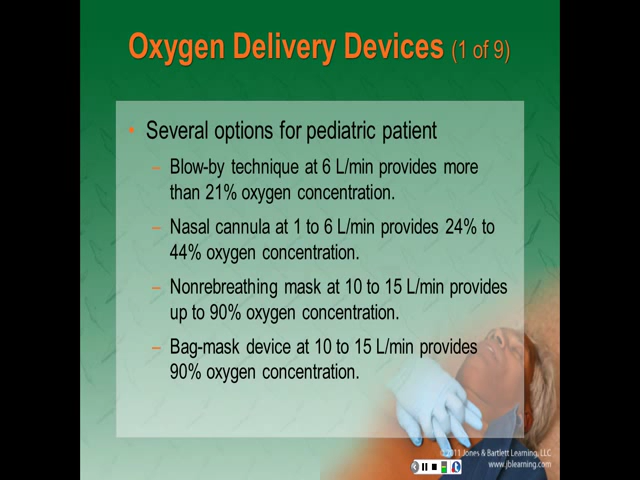 Oxygen Delivery Devices (1 of 9)
• Several options for pediatric patient
– Blow-by technique at 6 L/min provides more
than 21% oxygen concentration.
– Nasal cannula at 1 to 6 L/min provides 24% to
44% oxygen concentration.
– Nonrebreathing mask at 10 to 15 L/min provides
up to 90% oxygen concentration.
– Bag-mask device at 10 to 15 L/min provides
90% oxygen concentration.
© 2011 Jones & Bartlett Learning, LLC
www.jblearning.com